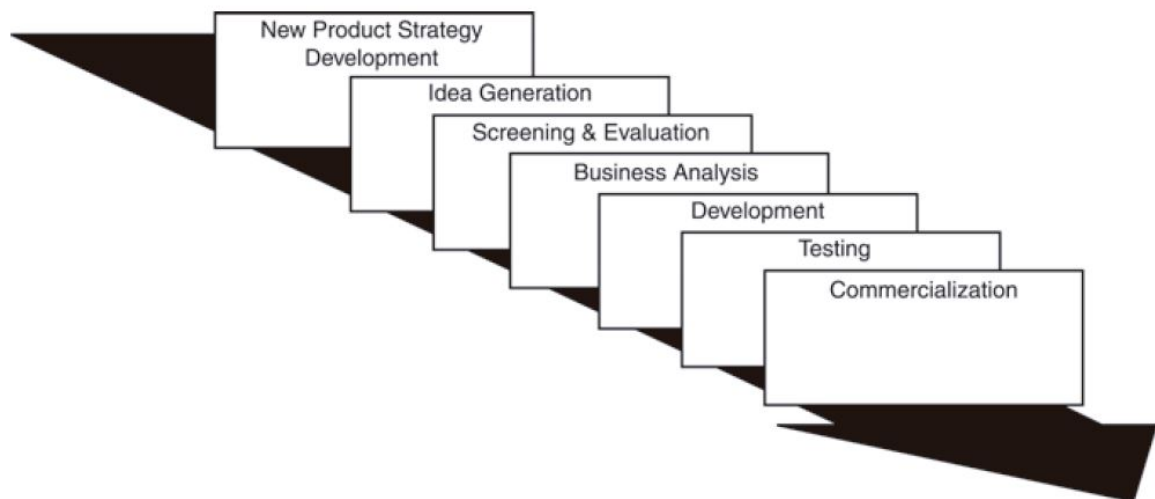 New Product Strategy
Development
Idea Generation
Screening & Evaluation
Business Analysis
Development
Testing
Commercialization